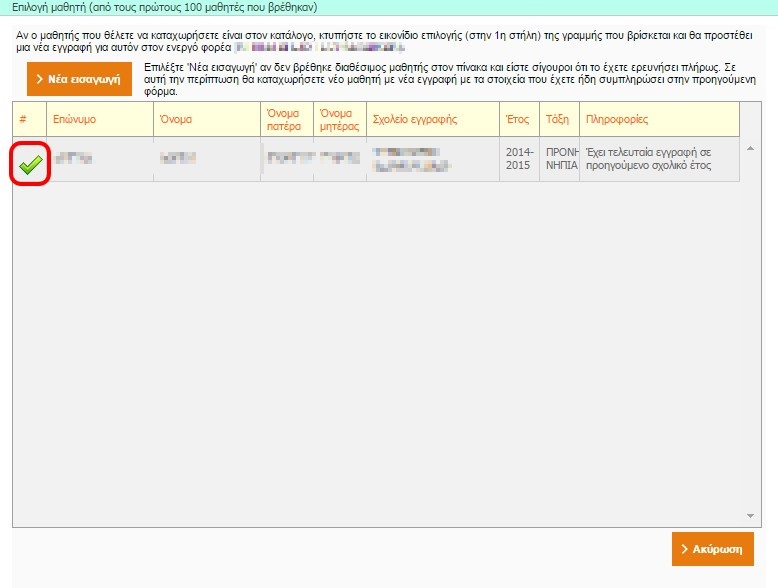 Επιλογή μαθητή (από τους πρώτους 100 μαθητές που βρέθηκαν)
Αν ο μαθητής που θέλετε να καταχωρήσετε είναι στον κατάλογο, κτυπήστε το εικονίδιο επιλογής (στην 1η στήλη) της γραμμής που βρίσκεται και θα προστέθει
μια νέα εγγραφή για αυτόν στον ενεργό φορέα
Νέα εισαγωγή
Επιλέξτε 'Νέα εισαγωγή' αν δεν βρέθηκε διαθέσιμος μαθητής στον πίνακα και είστε σίγουροι ότι το έχετε ερευνήσει πλήρως. Σε
αυτή την περίπτωση θα καταχωρήσετε νέο μαθητή με νέα εγγραφή με τα στοιχεία που έχετε ήδη συμπληρώσει στην προηγούμενη
φόρμα.
# Επώνυμο Όνομα Όνομα πατέρα Όνομα μητέρας Σχολείο εγγραφής Έτος Τάξη Πληροφορίες
2014- ΠΡΟΝΗ Έχει τελευταία εγγραφή σε
2015 ΝΗΠΙΑ προηγούμενο σχολικό έτος
Ακύρωση